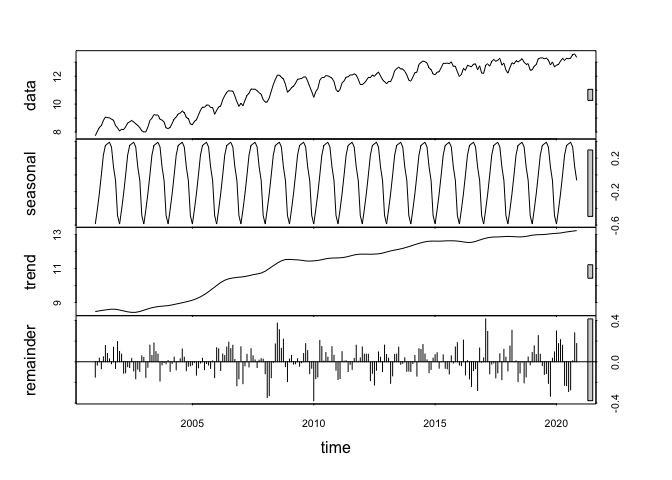 data
8 10 12
seasonal
-0.6 -0.2 0.2
trend
9 11 13
remainder
-0.4 0.0 0.4
2005 2010 2015 2020
time